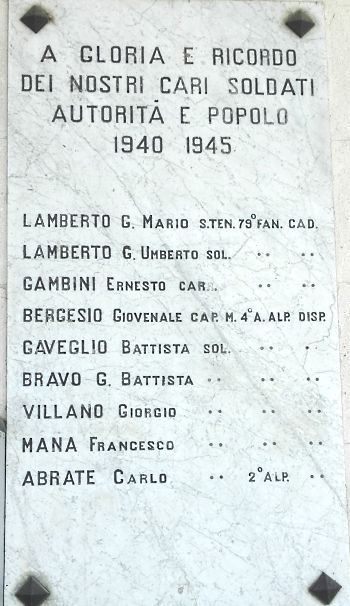 A GLORIA E RICORDO
DEI NOSTRI CARI SOLDATI
AUTORITÀ E POPOLO
1940 1945
LAMBERTO G. MARIO S.TEN. 79° FAN. CAD.
LAMBERTO G. UMBERTO SOL. " "
GAMBINI ERNESTO CAR. " "
BERGESIO GIOVENALE CAP. M. 4° A. ALP. DISP.
GAVEGLIO BATTISTA SOL. " "
BRAVO G. BATTISTA " " "
VILLANO GIORGIO " " "
MANA FRANCESCO " " "
ABRATE CARLO " 2° ALP. "